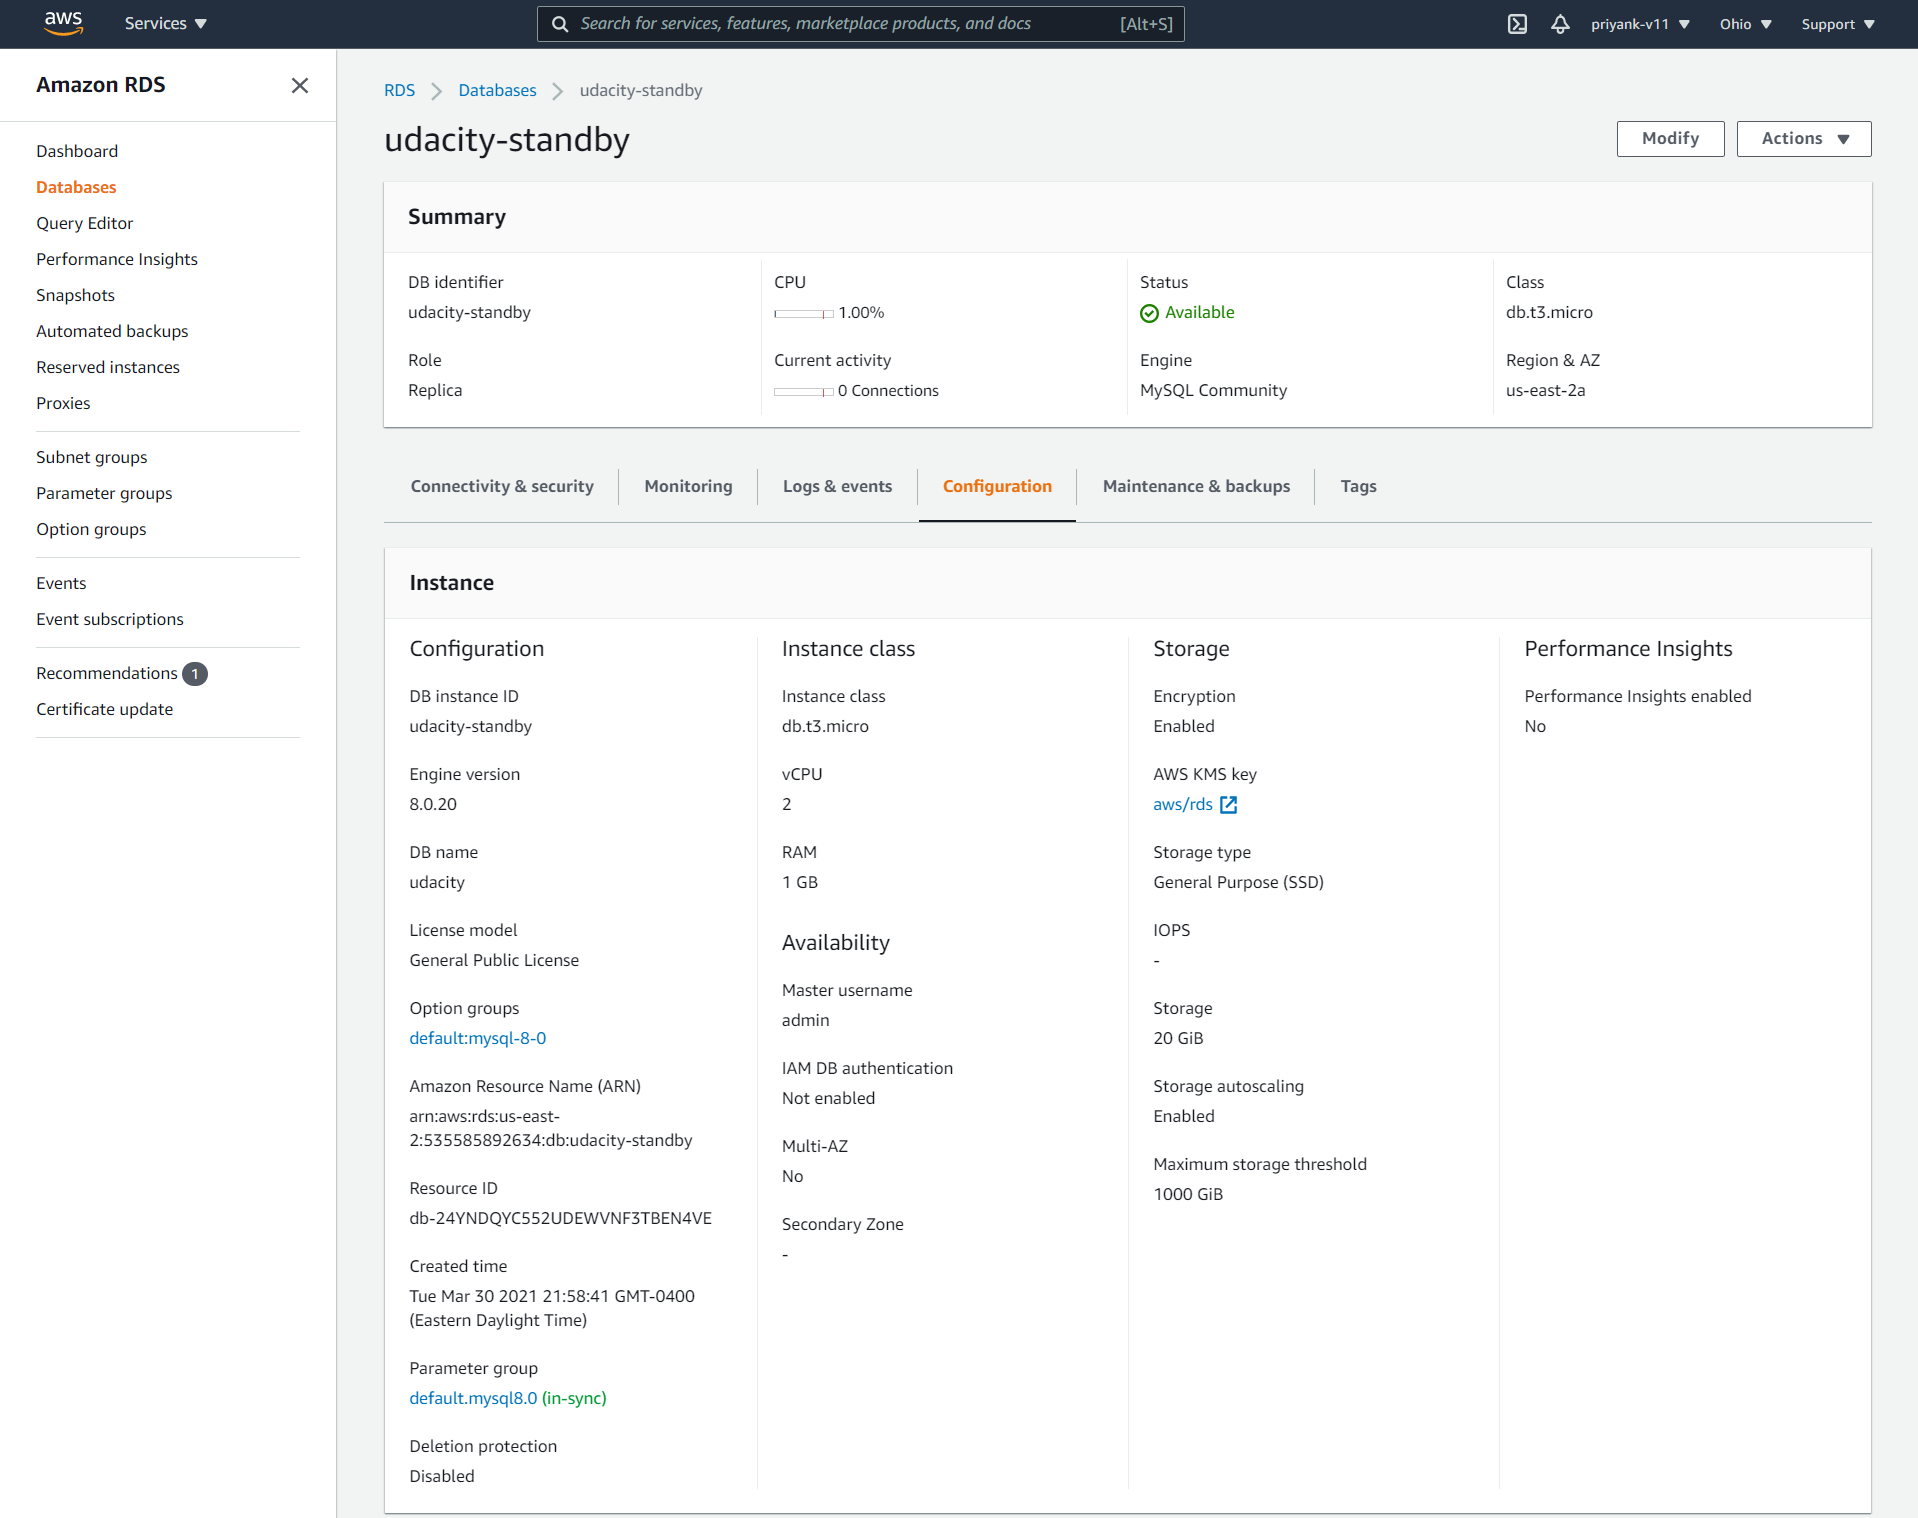 aws
Services
Search for services, features, marketplace products, and docs
[Alt+S]
priyank-v11
Ohio
Support
Amazon RDS
Dashboard
Databases
Query Editor
Performance Insights
Snapshots
Automated backups
Reserved instances
Proxies
Subnet groups
Parameter groups
Option groups
Events
Event subscriptions
Recommendations 1
Certificate update
RDS
Databases
udacity-standby
udacity-standby
Modify
Actions
Summary
DB identifier
udacity-standby
Role
Replica
CPU
1.00%
Current activity
0 Connections
Status
Available
Engine
MySQL Community
Class
db.t3.micro
Region & AZ
us-east-2a
Connectivity & security
Monitoring
Logs & events
Configuration
Maintenance & backups
Tags
Instance
Configuration
DB instance ID
udacity-standby
Engine version
8.0.20
DB name
udacity
License model
General Public License
Option groups
default:mysql-8-0
Amazon Resource Name (ARN)
arn:aws:rds:us-east-
2:535585892634:db:udacity-standby
Resource ID
db-24YNDQYC552UDEWVNF3TBEN4VE
Created time
Tue Mar 30 2021 21:58:41 GMT-0400
(Eastern Daylight Time)
Parameter group
default.mysql8.0 (in-sync)
Deletion protection
Disabled
Instance class
Instance class
db.t3.micro
vCPU
2
RAM
1 GB
Availability
Master username
admin
IAM DB authentication
Not enabled
Multi-AZ
No
Secondary Zone
-
Storage
Encryption
Enabled
AWS KMS key
aws/rds
Storage type
General Purpose (SSD)
IOPS
-
Storage
20 GiB
Storage autoscaling
Enabled
Maximum storage threshold
1000 GiB
Performance Insights
Performance Insights enabled
No